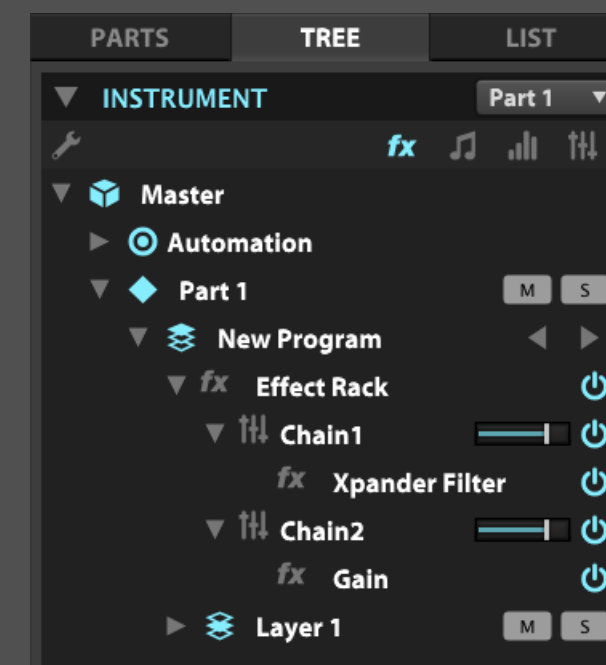 PARTS TREE LIST
INSTRUMENT Part 1
fx
Master
Automation
Part 1 M S
New Program
fx Effect Rack
Chain1
fx Xpander Filter
Chain2
fx Gain
Layer 1 M S